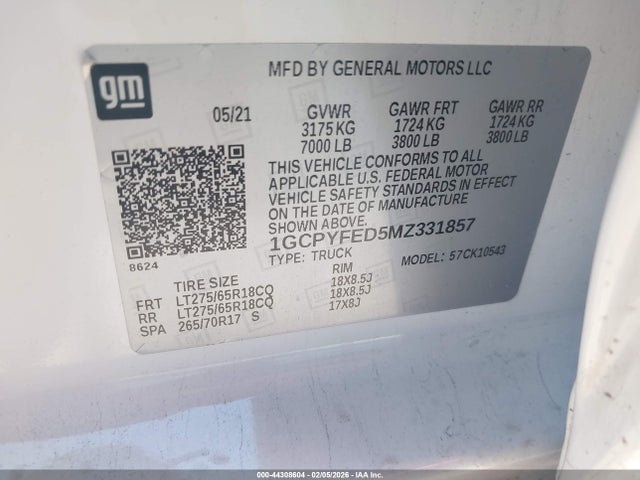 gm
MFD BY GENERAL MOTORS LLC
05/21 GVWR GAWR FRT GAWR RR
3175 KG 1724 KG 1724 KG
7000 LB 3800 LB 3800 LB
THIS VEHICLE CONFORMS TO ALL
APPLICABLE U.S. FEDERAL MOTOR
VEHICLE SAFETY STANDARDS IN EFFECT
ON THE DATE OF MANUFACTURE
1GCPYFED5MZ331857
8624
TYPE: TRUCK MODEL: 57CK10543
TIRE SIZE RIM
FRT LT275/65R18CQ 18X8.5J
RR LT275/65R18CQ 18X8.5J
SPA 265/70R17 S 17X8J
000-44308604 - 02/05/2026 - IAA, Inc.